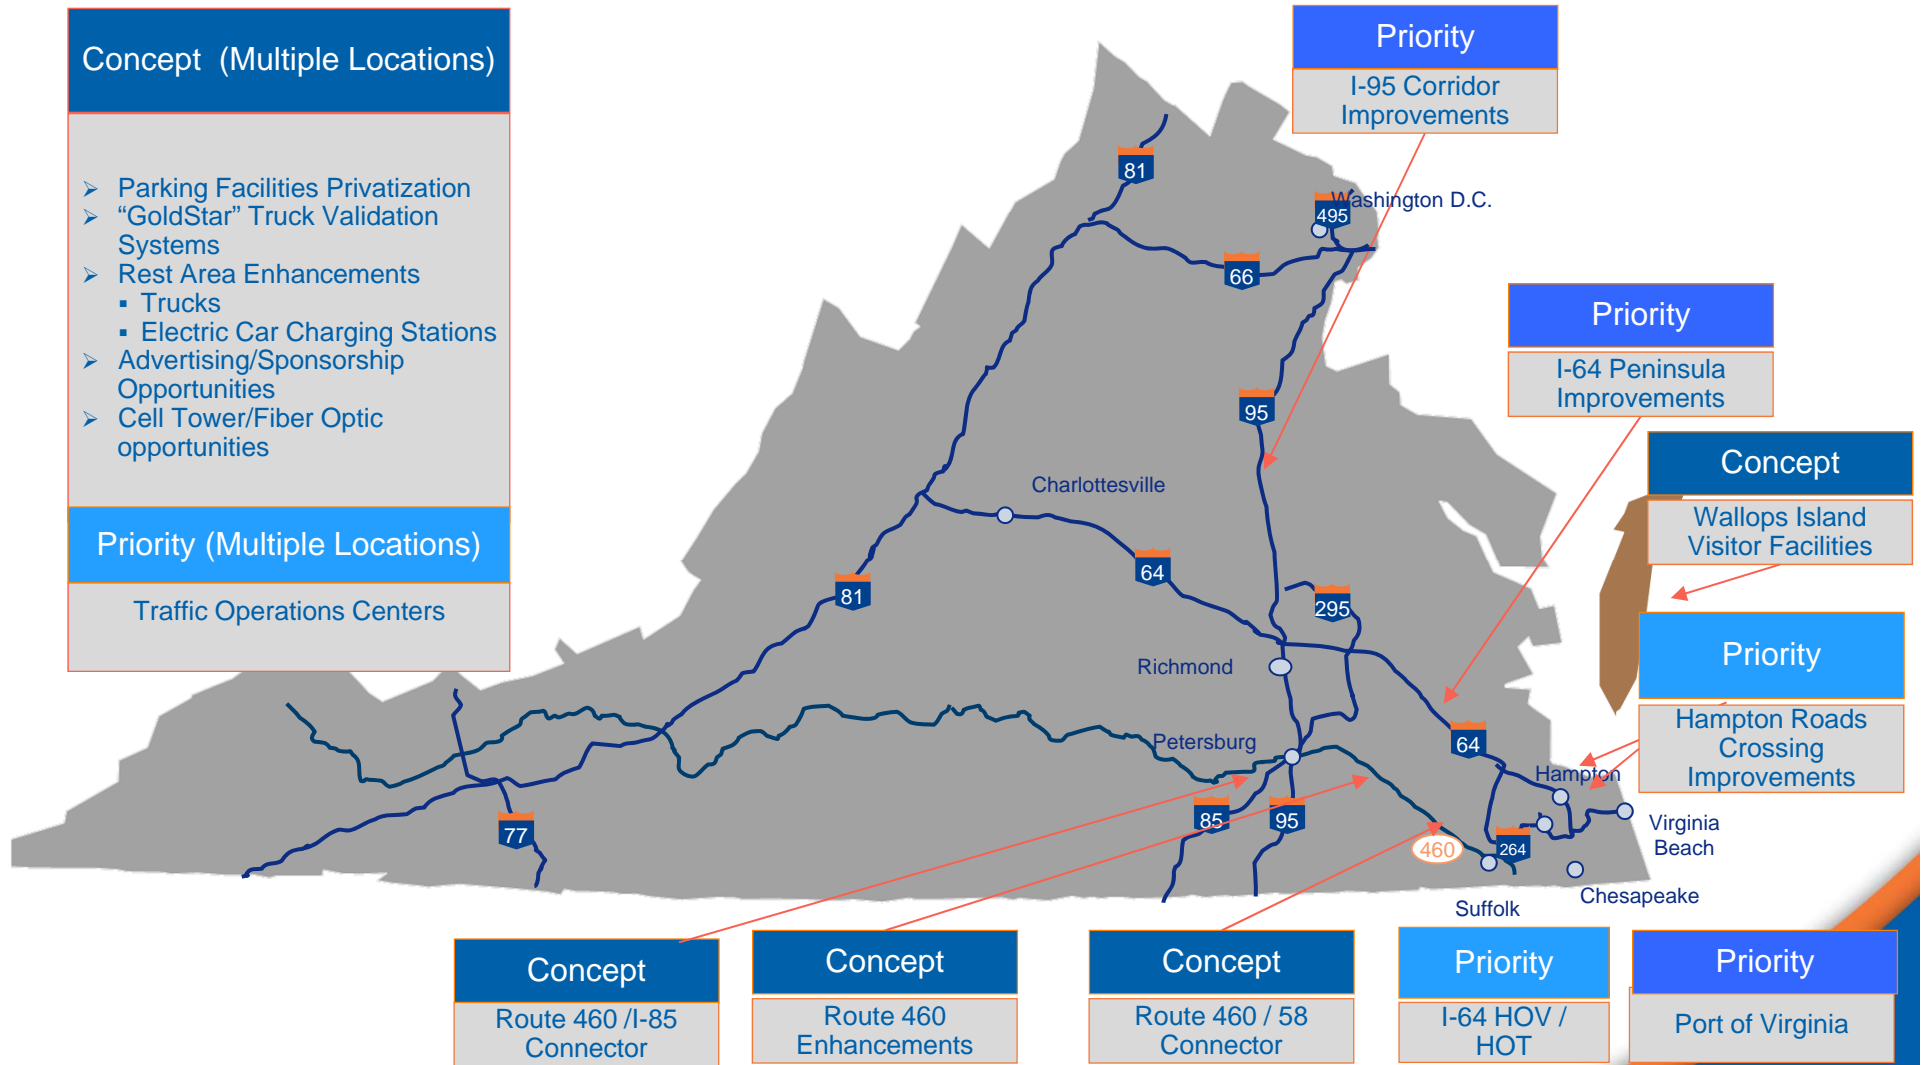 Concept (Multiple Locations)
Parking Facilities Privatization
“GoldStar” Truck Validation
Systems
Rest Area Enhancements
Trucks
Electric Car Charging Stations
Advertising/Sponsorship
Opportunities
Cell Tower/Fiber Optic
opportunities
Priority (Multiple Locations)
Traffic Operations Centers
Priority
I-95 Corridor
Improvements
81
Washington D.C.
495
66
Priority
I-64 Peninsula
Improvements
95
Concept
Wallops Island
Visitor Facilities
Charlottesville
64
81
295
Priority
Hampton Roads
Crossing
Improvements
Richmond
Petersburg
64
Hampton
77
85
95
460
264
Virginia
Beach
Chesapeake
Suffolk
Concept
Route 460 /I-85
Connector
Concept
Route 460
Enhancements
Concept
Route 460 / 58
Connector
Priority
I-64 HOV /
HOT
Priority
Port of Virginia